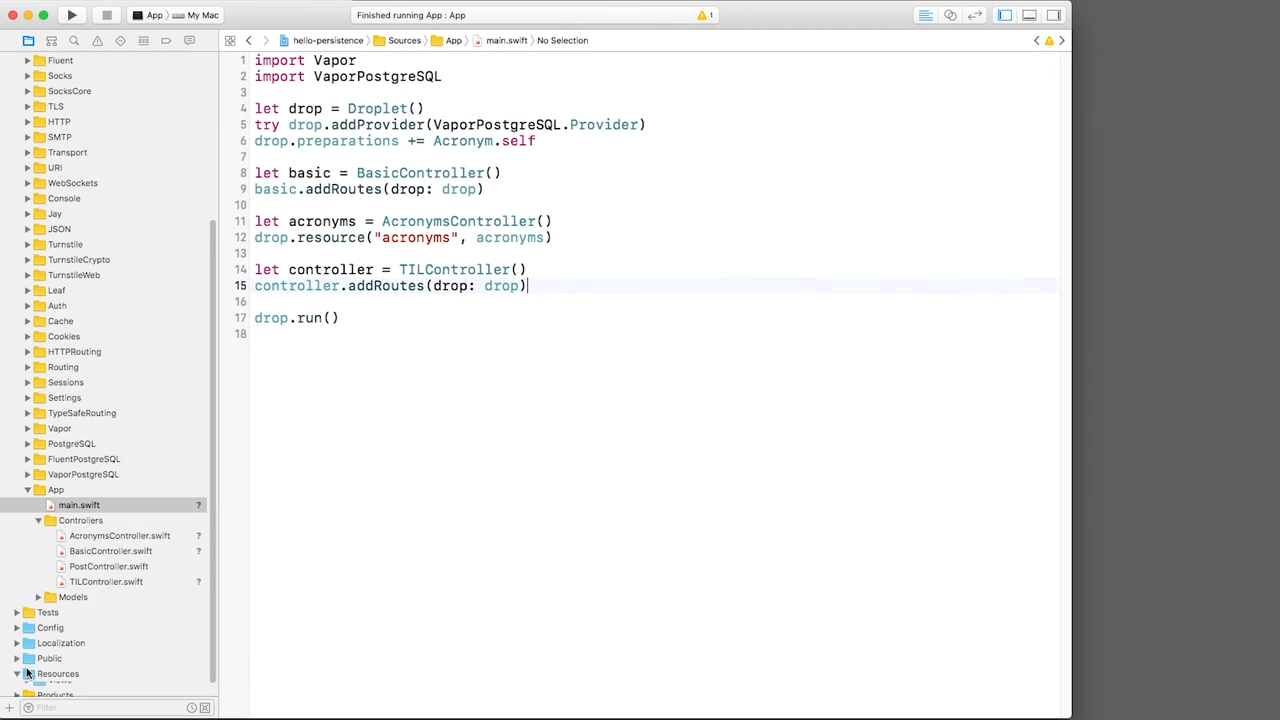 App
My Mac
Finished running App : App
1
hello-persistence
Sources
App
main.swift
No Selection
Fluent
Socks
SocksCore
TLS
HTTP
SMTP
Transport
URI
WebSockets
Console
Jay
JSON
Turnstile
TurnstileCrypto
TurnstileWeb
Leaf
Auth
Cache
Cookies
HTTPRouting
Routing
Sessions
Settings
TypeSafeRouting
Vapor
PostgreSQL
FluentPostgreSQL
VaporPostgreSQL
App
main.swift ?
Controllers
AcronymsController.swift ?
BasicController.swift ?
PostController.swift
TILController.swift ?
Models
Tests
Config
Localization
Public
Resources
Views
Products
Filter
1 import Vapor
2 import VaporPostgreSQL
3
4 let drop = Droplet()
5 try drop.addProvider(VaporPostgreSQL.Provider)
6 drop.preparations += Acronym.self
7
8 let basic = BasicController()
9 basic.addRoutes(drop: drop)
10
11 let acronyms = AcronymsController()
12 drop.resource("acronyms", acronyms)
13
14 let controller = TILController()
15 controller.addRoutes(drop: drop)
16
17 drop.run()
18